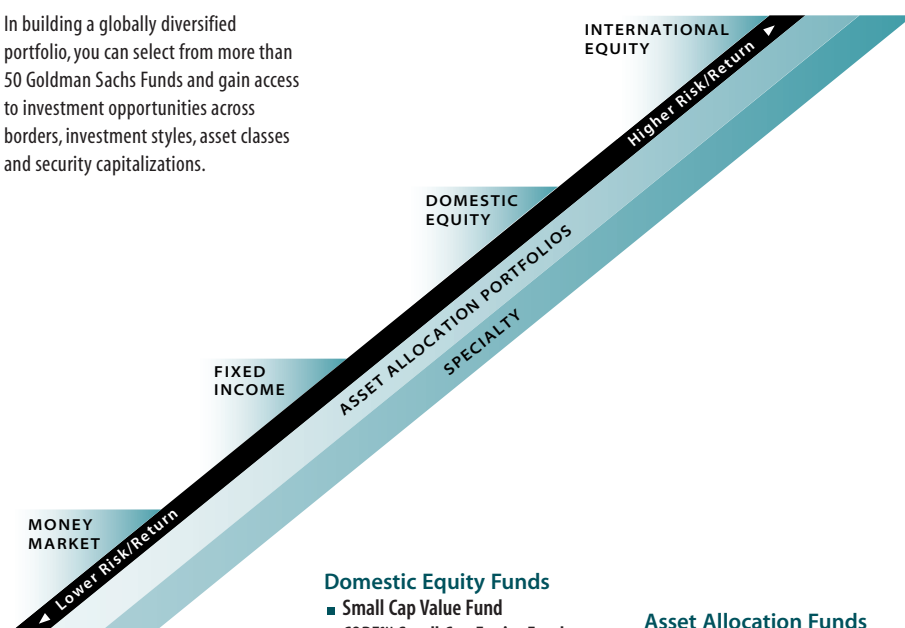 In building a globally diversified
portfolio, you can select from more than
50 Goldman Sachs Funds and gain access
to investment opportunities across
borders, investment styles, asset classes
and security capitalizations.
INTERNATIONAL
EQUITY
Higher Risk/Return ►
DOMESTIC
EQUITY
ASSET ALLOCATION PORTFOLIOS
SPECIALTY
FIXED
INCOME
MONEY
MARKET
◄ Lower Risk/Return
Domestic Equity Funds
■ Small Cap Value Fund
Asset Allocation Funds